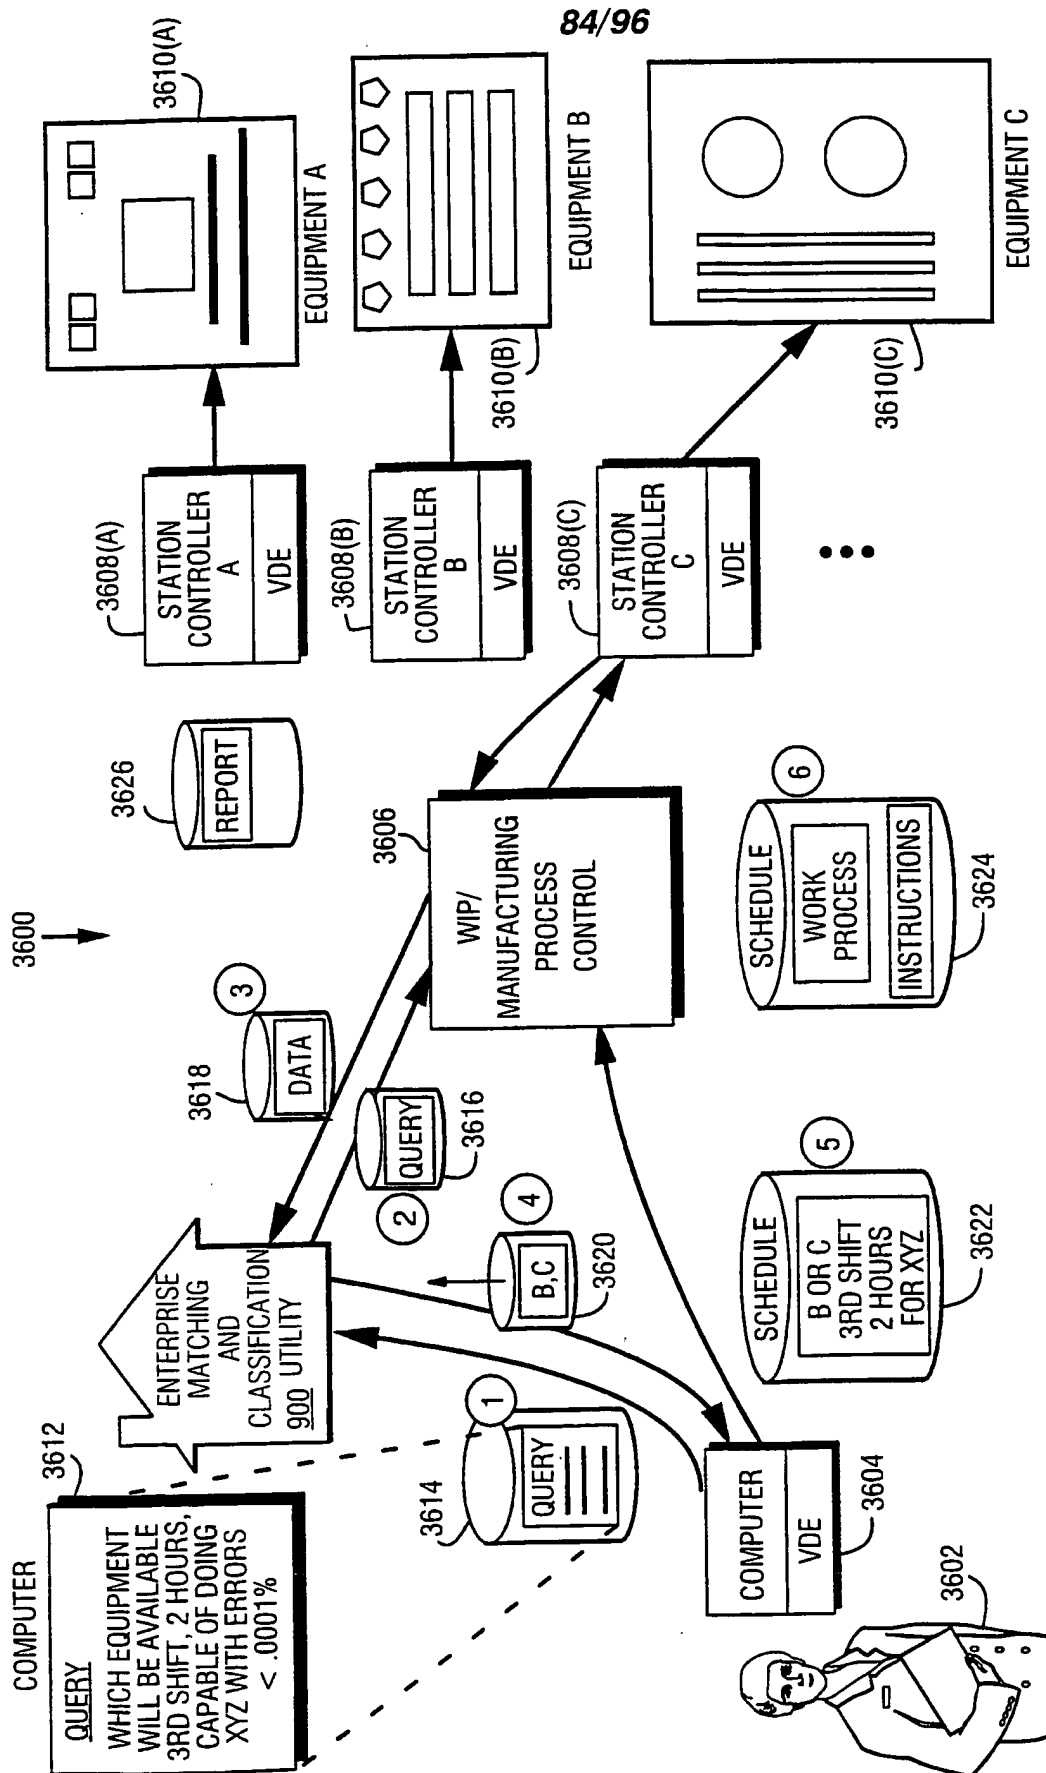 84/96
3600
COMPUTER
QUERY
WHICH EQUIPMENT
WILL BE AVAILABLE
3RD SHIFT, 2 HOURS,
CAPABLE OF DOING
XYZ WITH ERRORS
< .0001%
3612
ENTERPRISE
MATCHING
AND
CLASSIFICATION
900 UTILITY
3614
QUERY
1
2
QUERY
3616
3618
DATA
3
4
B,C
3620
COMPUTER
VDE
3604
3602
SCHEDULE
B OR C
3RD SHIFT
2 HOURS
FOR XYZ
5
3622
3606
WIP/
MANUFACTURING
PROCESS
CONTROL
SCHEDULE
WORK
PROCESS
INSTRUCTIONS
6
3624
3626
REPORT
3608(A)
STATION
CONTROLLER
A
VDE
3608(B)
STATION
CONTROLLER
B
VDE
3608(C)
STATION
CONTROLLER
C
VDE
3610(A)
EQUIPMENT A
3610(B)
EQUIPMENT B
3610(C)
EQUIPMENT C